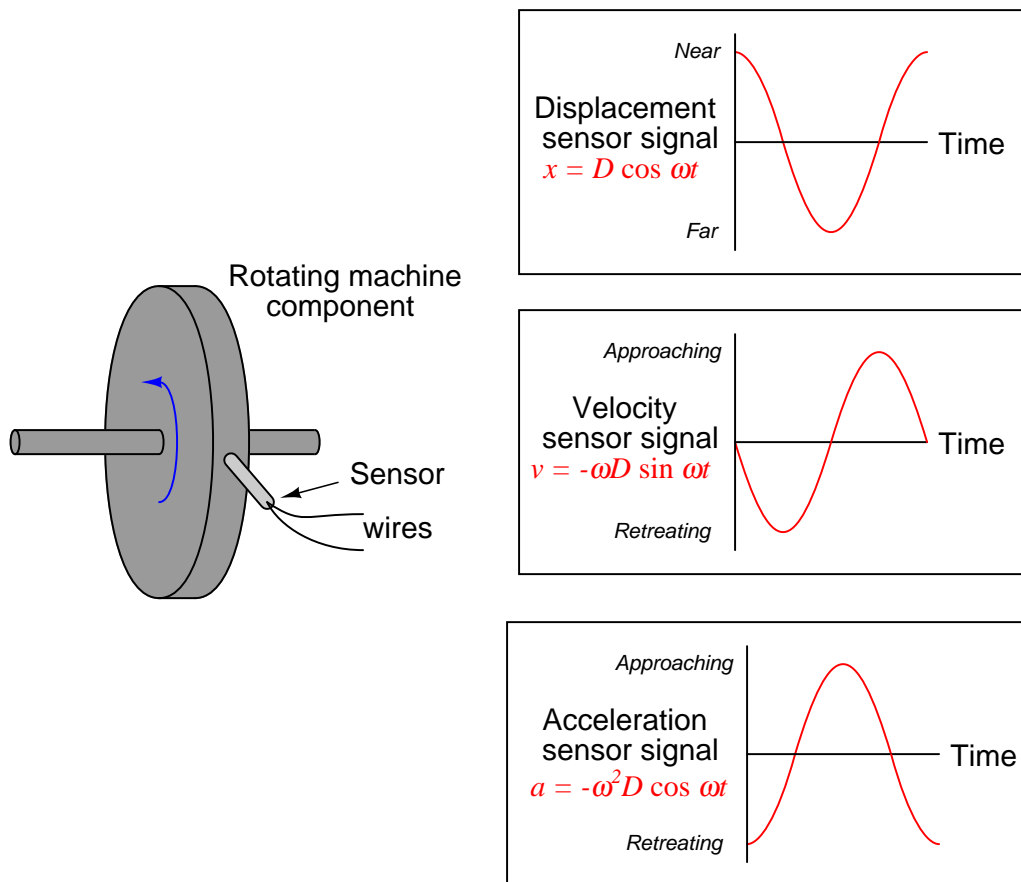 Near
Displacement
sensor signal
x = D cos ωt
Time
Far
Rotating machine
component
Sensor
wires
Approaching
Velocity
sensor signal
v = -ωD sin ωt
Time
Retreating
Approaching
Acceleration
sensor signal
a = -ω²D cos ωt
Time
Retreating